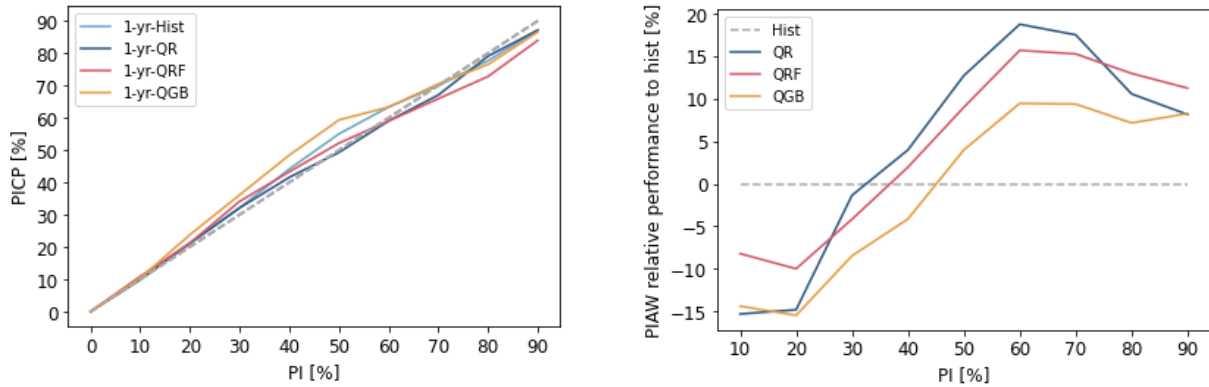 90
80
70
60
50
40
30
20
10
0
PICP [%]
1-yr-Hist
1-yr-QR
1-yr-QRF
1-yr-QGB
0 10 20 30 40 50 60 70 80 90
PI [%]
20
15
10
5
0
−5
−10
−15
PIAW relative performance to hist [%]
Hist
QR
QRF
QGB
10 20 30 40 50 60 70 80 90
PI [%]